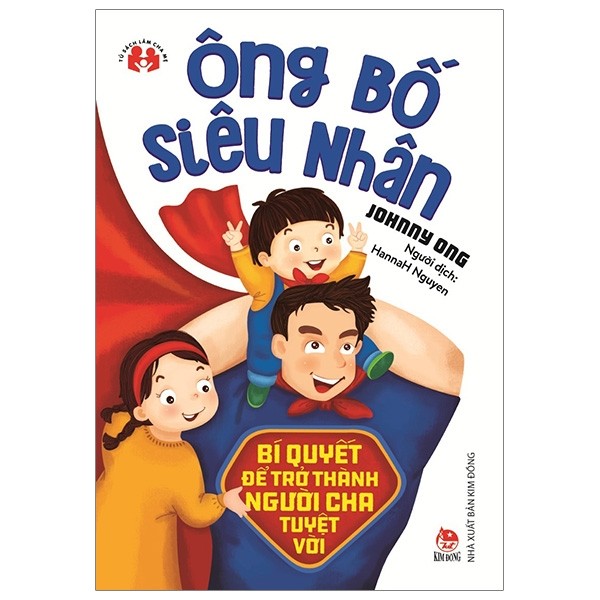 TỦ SÁCH LÀM CHA MẸ
Ông Bố
Siêu Nhân
JOHNNY ONG
Người dịch:
HannaH Nguyen
BÍ QUYẾT
ĐỂ TRỞ THÀNH
NGƯỜI CHA
TUYỆT
VỜI
NHÀ XUẤT BẢN KIM ĐỒNG
KIM ĐỒNG